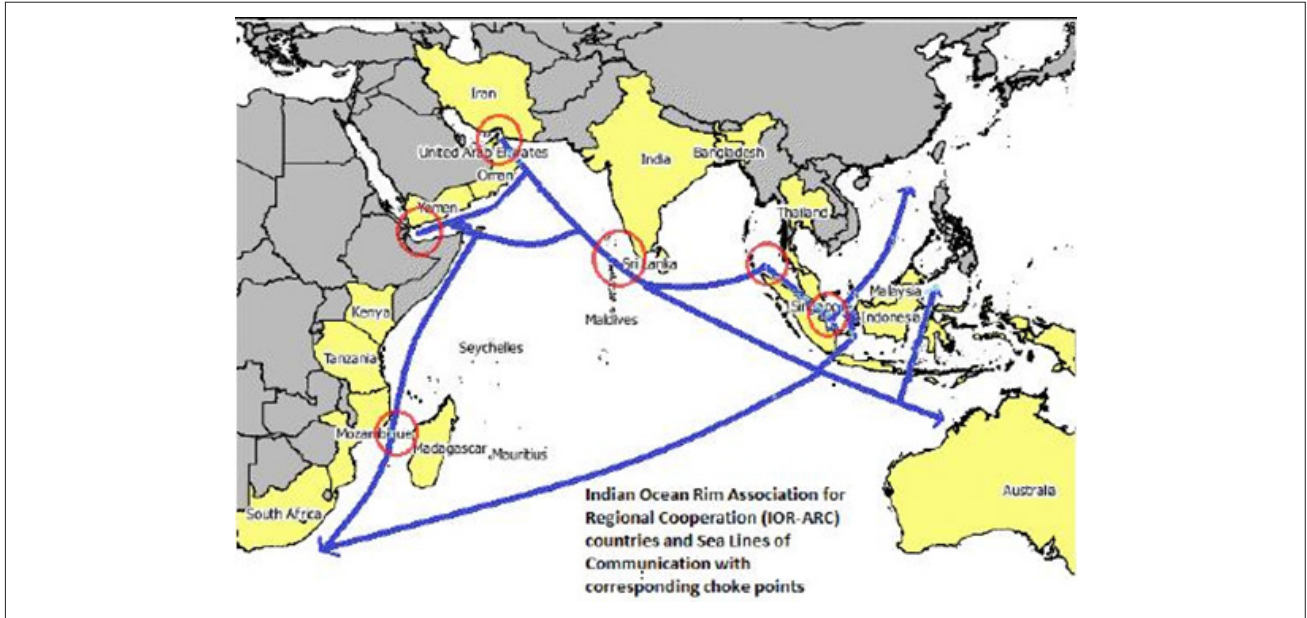 Iran
United Arab Emirates
Oman
India
Bangladesh
Yemen
Thailand
Sri Lanka
Kenya
Maldives
Malaysia
Indonesia
Tanzania
Seychelles
Mozambique
Madagascar
Mauritius
South Africa
Australia
Indian Ocean Rim Association for
Regional Cooperation (IOR-ARC)
countries and Sea Lines of
Communication with
corresponding choke points